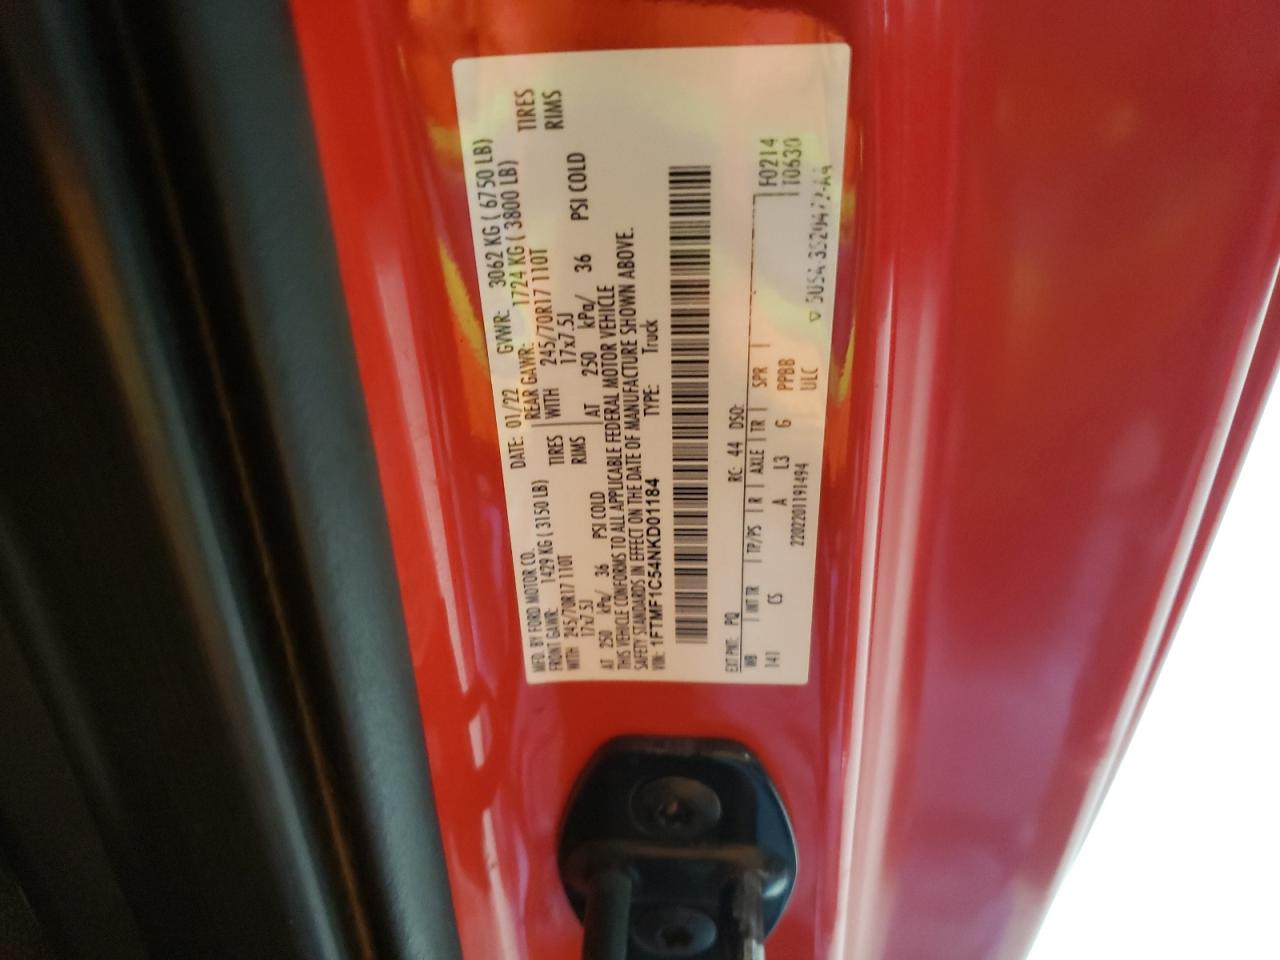 MFD. BY FORD MOTOR CO.
DATE: 01/22 GVWR: 3062 KG ( 6750 LB)
FRONT GAWR: 1429 KG ( 3150 LB) REAR GAWR: 1724 KG ( 3800 LB)
WITH 245/70R17 110T TIRES WITH 245/70R17 110T TIRES
17x7.5J RIMS 17x7.5J RIMS
AT 250 kPa/ 36 PSI COLD AT 250 kPa/ 36 PSI COLD
THIS VEHICLE CONFORMS TO ALL APPLICABLE FEDERAL MOTOR VEHICLE
SAFETY STANDARDS IN EFFECT ON THE DATE OF MANUFACTURE SHOWN ABOVE.
VIN: 1FTMF1C54NKD01184 TYPE: Truck
EXT PNT: PQ RC: 44 DSO: F0214
WB INT TR TP/PS R AXLE TR SPR T0630
141 CS A L3 G PPBB
2202201191494 ULC